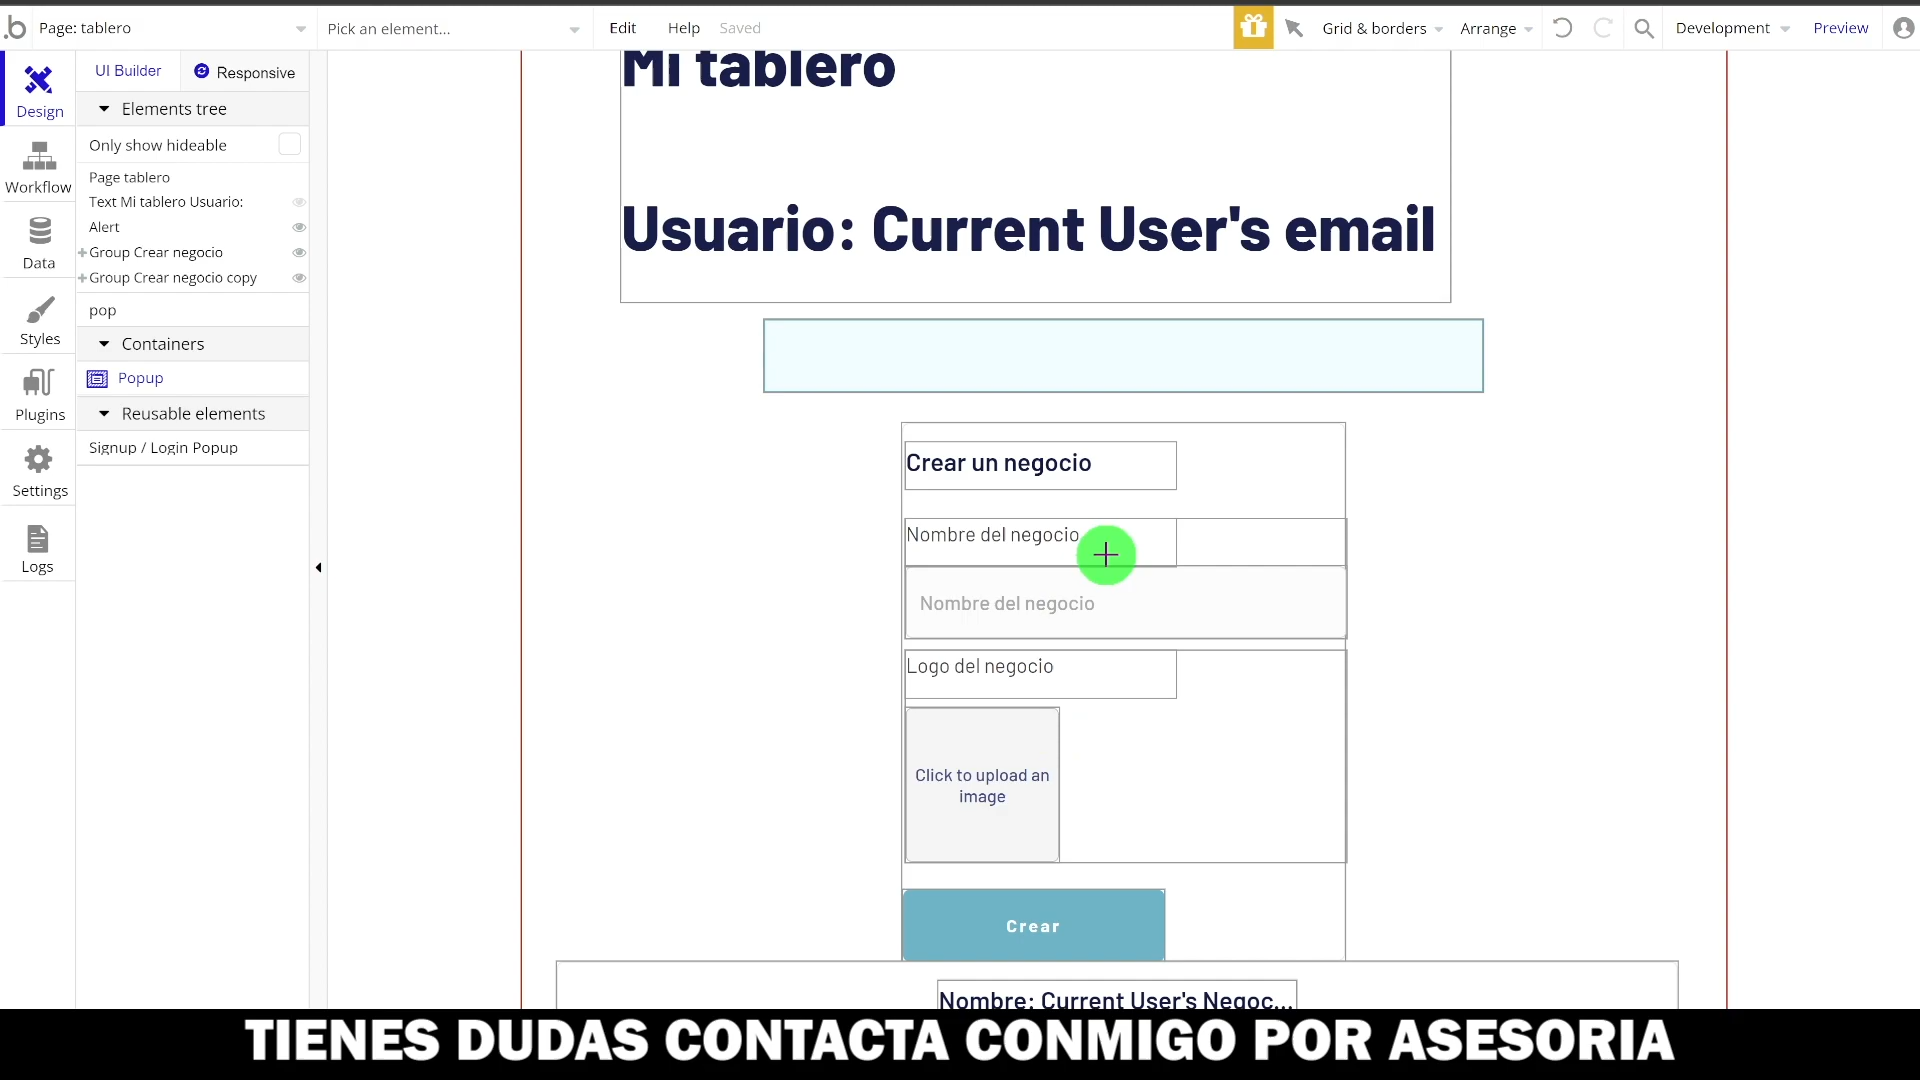 b Page: tablero Pick an element... Edit Help Saved Grid & borders Arrange Development Preview
UI Builder Responsive
Design
Workflow
Data
Styles
Plugins
Settings
Logs
Elements tree
Only show hideable
Page tablero
Text Mi tablero Usuario:
Alert
Group Crear negocio
Group Crear negocio copy
pop
Containers
Popup
Reusable elements
Signup / Login Popup
Mi tablero
Usuario: Current User's email
Crear un negocio
Nombre del negocio
Nombre del negocio
Logo del negocio
Click to upload an
image
Crear
Nombre: Current User's Negoc...
TIENES DUDAS CONTACTA CONMIGO POR ASESORIA